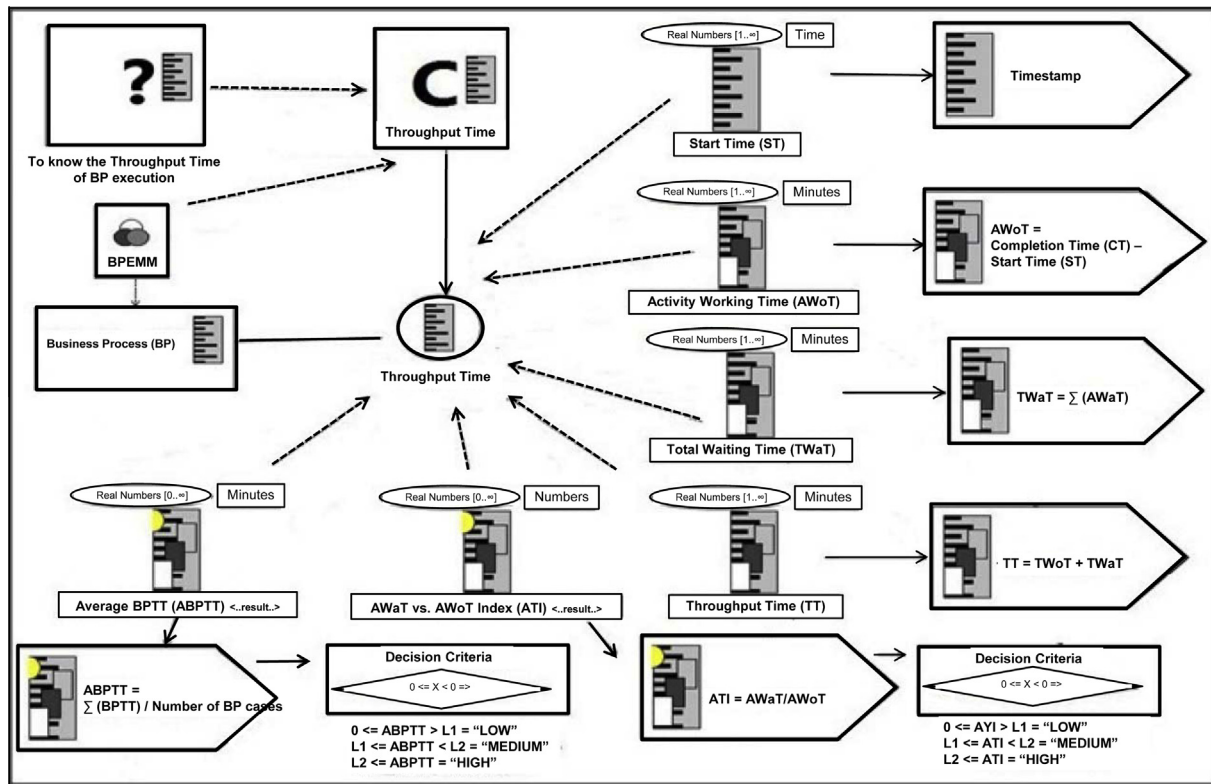 ?
C
Throughput Time
To know the Throughput Time
of BP execution
BPEMM
Business Process (BP)
Throughput Time
Real Numbers [1..∞]
Time
Start Time (ST)
Timestamp
Real Numbers [1..∞]
Minutes
Activity Working Time (AWoT)
AWoT =
Completion Time (CT) –
Start Time (ST)
Real Numbers [1..∞]
Minutes
Total Waiting Time (TWaT)
TWaT = ∑ (AWaT)
Real Numbers [0..∞]
Minutes
Average BPTT (ABPTT) <..result..>
Real Numbers [0..∞]
Numbers
AWaT vs. AWoT Index (ATI) <..result..>
Real Numbers [1..∞]
Minutes
Throughput Time (TT)
TT = TWoT + TWaT
ABPTT =
∑ (BPTT) / Number of BP cases
Decision Criteria
0 <= X < 0 =>
0 <= ABPTT > L1 = “LOW”
L1 <= ABPTT < L2 = “MEDIUM”
L2 <= ABPTT = “HIGH”
ATI = AWaT/AWoT
Decision Criteria
0 <= X < 0 =>
0 <= AYI > L1 = “LOW”
L1 <= ATI < L2 = “MEDIUM”
L2 <= ATI = “HIGH”